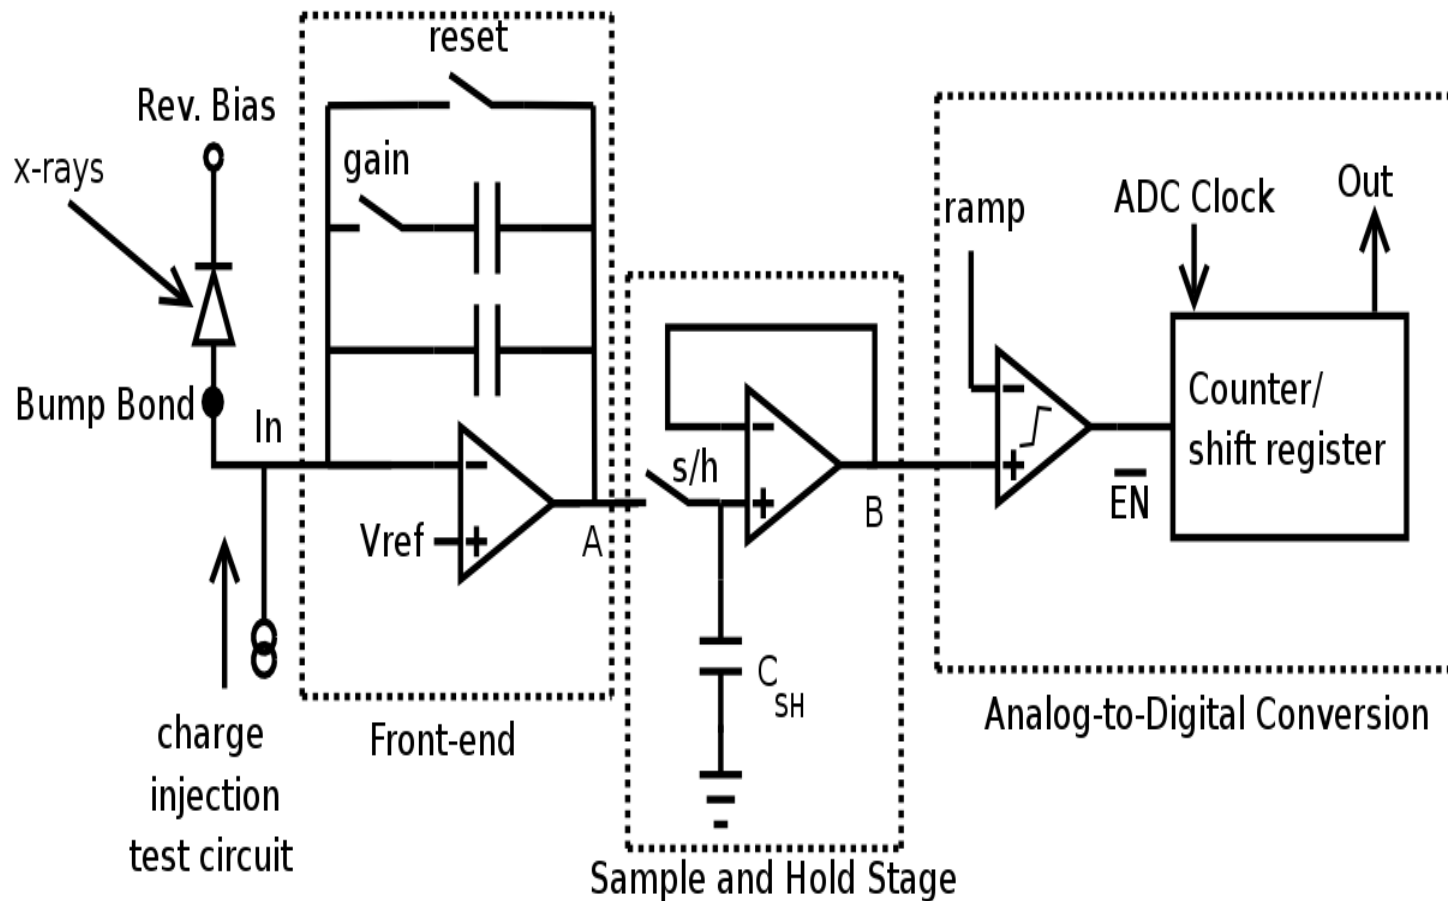 reset
Rev. Bias
x-rays
gain
ramp
ADC Clock
Out
Bump Bond
In
Counter/
shift register
s/h
Vref
A
B
EN
C
SH
charge
injection
test circuit
Front-end
Analog-to-Digital Conversion
Sample and Hold Stage